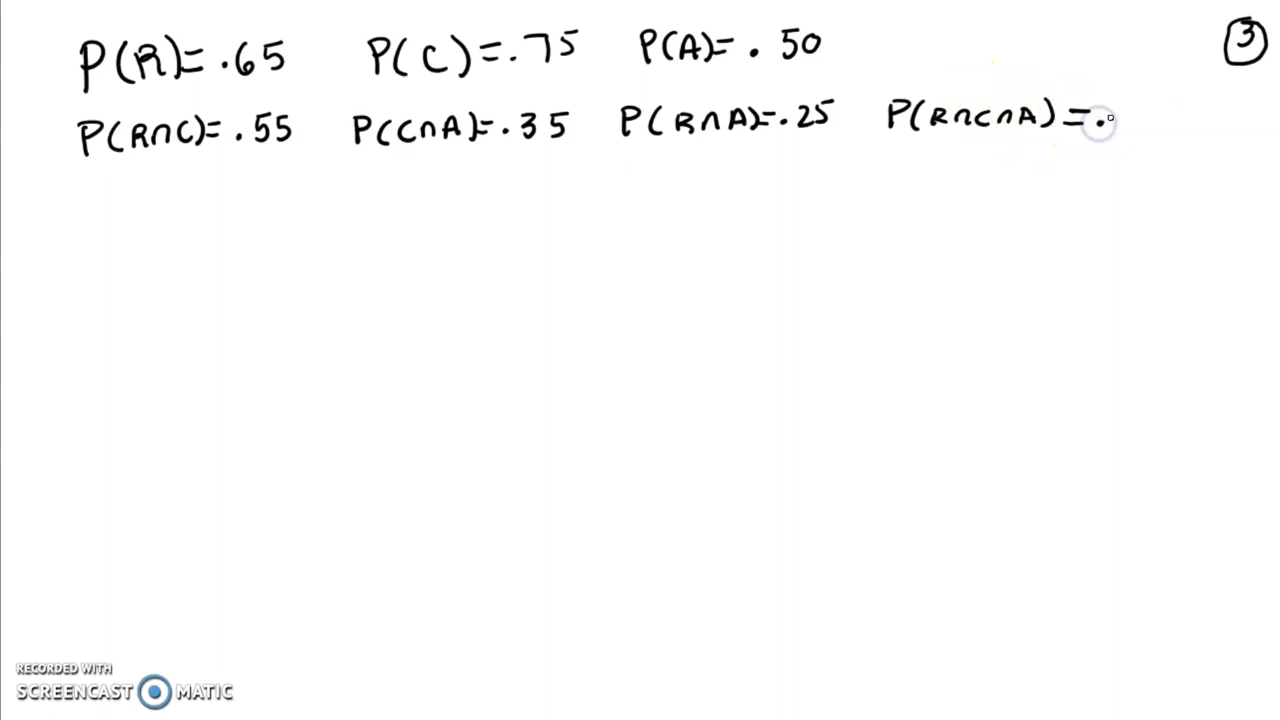 P(R)=.65 P(C)=.75 P(A)=.50 3
P(R∩C)=.55 P(C∩A)=.35 P(R∩A)=.25 P(R∩C∩A)=.
RECORDED WITH
SCREENCAST MATIC